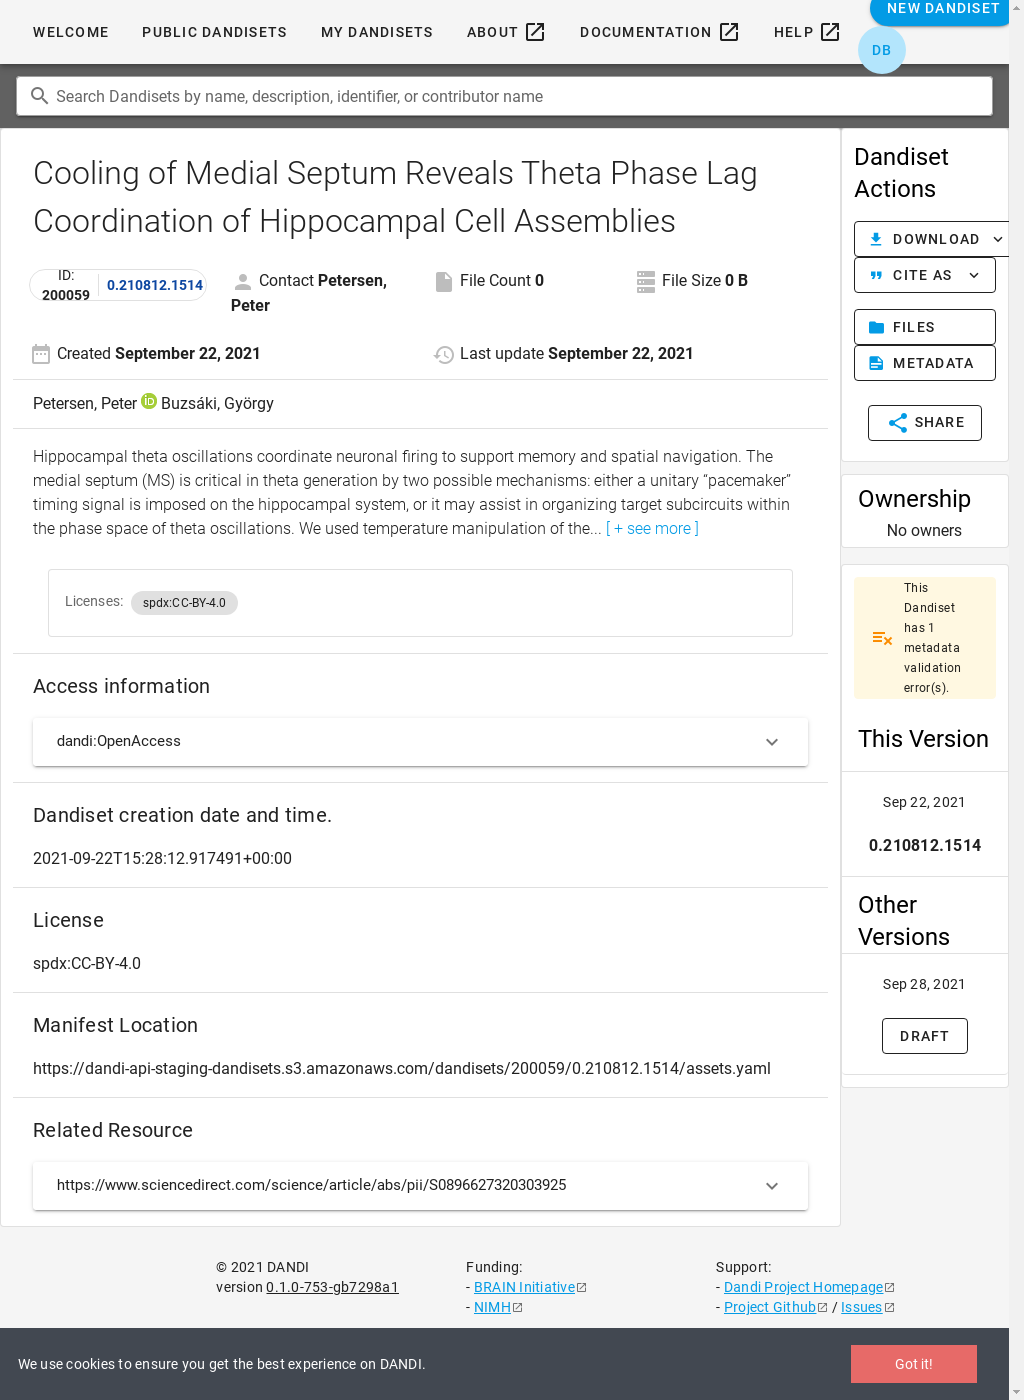 WELCOME
PUBLIC DANDISETS
MY DANDISETS
ABOUT
DOCUMENTATION
HELP
NEW DANDISET
DB
Search Dandisets by name, description, identifier, or contributor name
Cooling of Medial Septum Reveals Theta Phase Lag
Coordination of Hippocampal Cell Assemblies
ID:
200059
0.210812.1514
Contact Petersen,
Peter
File Count 0
File Size 0 B
Created September 22, 2021
Last update September 22, 2021
Petersen, Peter iD Buzsáki, György
Hippocampal theta oscillations coordinate neuronal firing to support memory and spatial navigation. The
medial septum (MS) is critical in theta generation by two possible mechanisms: either a unitary “pacemaker”
timing signal is imposed on the hippocampal system, or it may assist in organizing target subcircuits within
the phase space of theta oscillations. We used temperature manipulation of the... [ + see more ]
Licenses: spdx:CC-BY-4.0
Access information
dandi:OpenAccess
Dandiset creation date and time.
2021-09-22T15:28:12.917491+00:00
License
spdx:CC-BY-4.0
Manifest Location
https://dandi-api-staging-dandisets.s3.amazonaws.com/dandisets/200059/0.210812.1514/assets.yaml
Related Resource
https://www.sciencedirect.com/science/article/abs/pii/S0896627320303925
Dandiset
Actions
DOWNLOAD
CITE AS
FILES
METADATA
SHARE
Ownership
No owners
This
Dandiset
has 1
metadata
validation
error(s).
This Version
Sep 22, 2021
0.210812.1514
Other
Versions
Sep 28, 2021
DRAFT
© 2021 DANDI
version 0.1.0-753-gb7298a1
Funding:
- BRAIN Initiative
- NIMH
Support:
- Dandi Project Homepage
- Project Github / Issues
We use cookies to ensure you get the best experience on DANDI.
Got it!